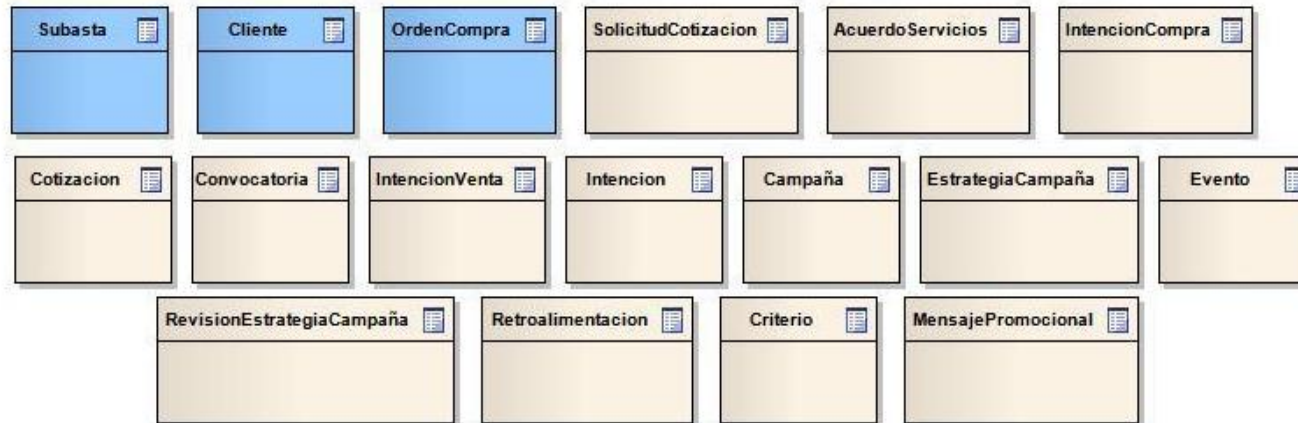 Subasta Cliente OrdenCompra SolicitudCotizacion AcuerdoServicios IntencionCompra
Cotizacion Convocatoria IntencionVenta Intencion Campaña EstrategiaCampaña Evento
RevisionEstrategiaCampaña Retroalimentacion Criterio MensajePromocional